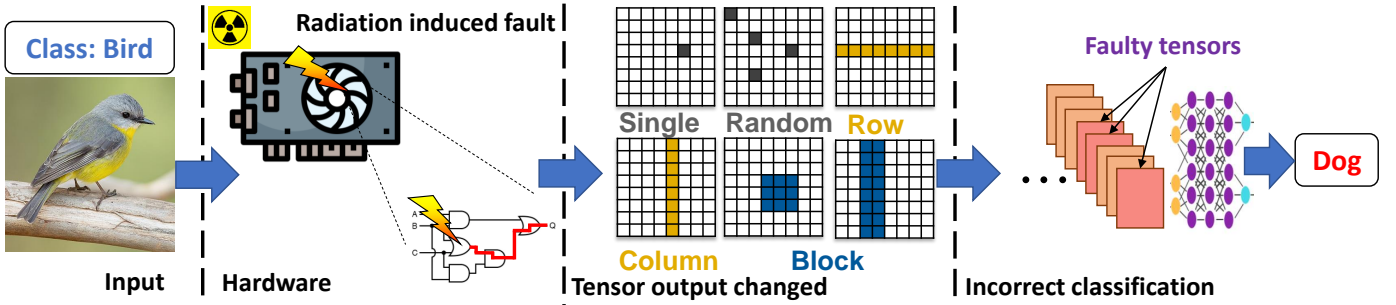 Class: Bird
Input
Radiation induced fault
A
B
C
Q
Hardware
Single
Random
Row
Column
Block
Tensor output changed
Faulty tensors
Dog
Incorrect classification